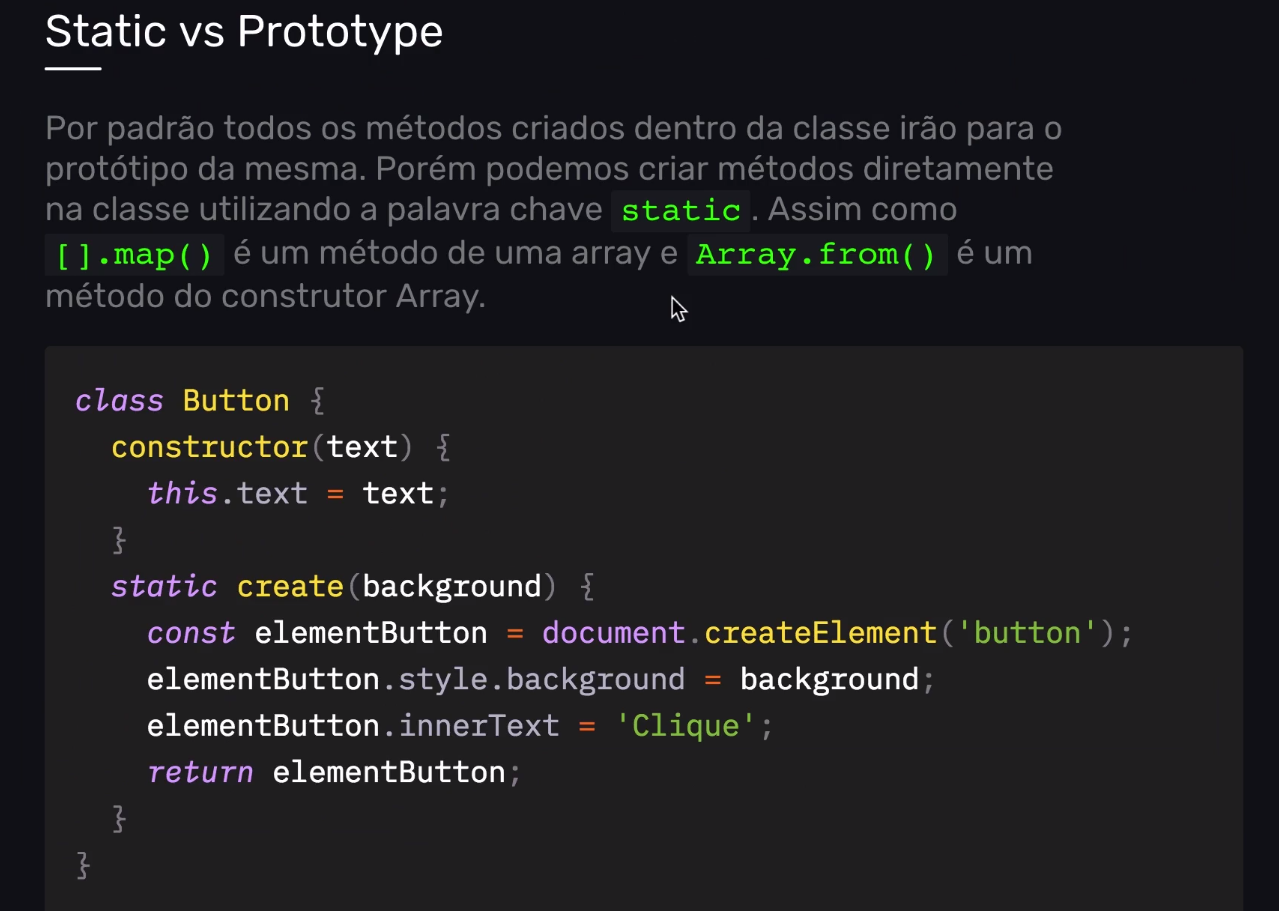 Static vs Prototype
Por padrão todos os métodos criados dentro da classe irão para o
protótipo da mesma. Porém podemos criar métodos diretamente
na classe utilizando a palavra chave static . Assim como
[].map() é um método de uma array e Array.from() é um
método do construtor Array.
class Button {
  constructor(text) {
    this.text = text;
  }
  static create(background) {
    const elementButton = document.createElement('button');
    elementButton.style.background = background;
    elementButton.innerText = 'Clique';
    return elementButton;
  }
}